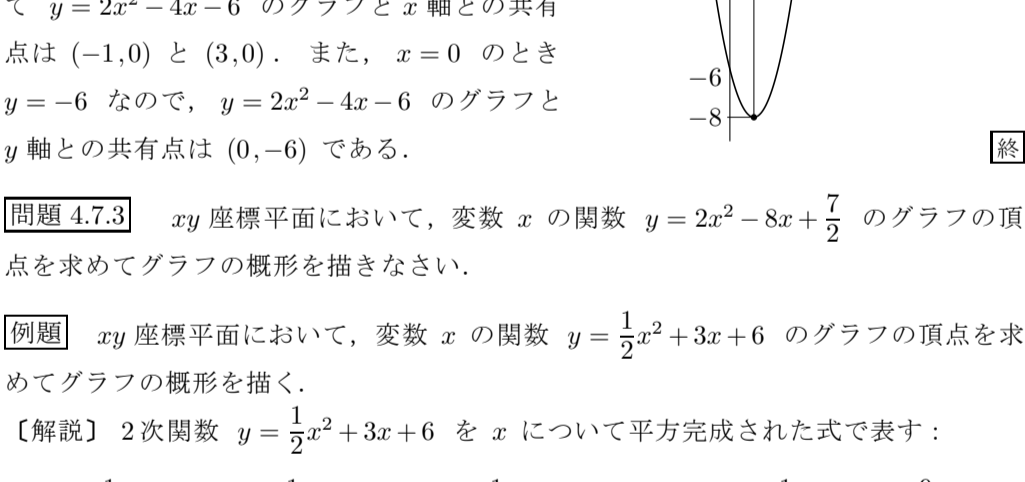 て y = 2x² − 4x − 6 のグラフと x 軸との共有
点は (−1,0) と (3,0). また, x = 0 のとき
y = −6 なので, y = 2x² − 4x − 6 のグラフと
y 軸との共有点は (0,−6) である.
−6
−8
終
問題 4.7.3 xy 座標平面において, 変数 x の関数 y = 2x² − 8x + 7/2 のグラフの頂
点を求めてグラフの概形を描きなさい.
例題 xy 座標平面において, 変数 x の関数 y = 1/2 x² + 3x + 6 のグラフの頂点を求
めてグラフの概形を描く.
〔解説〕 2次関数 y = 1/2 x² + 3x + 6 を x について平方完成された式で表す :